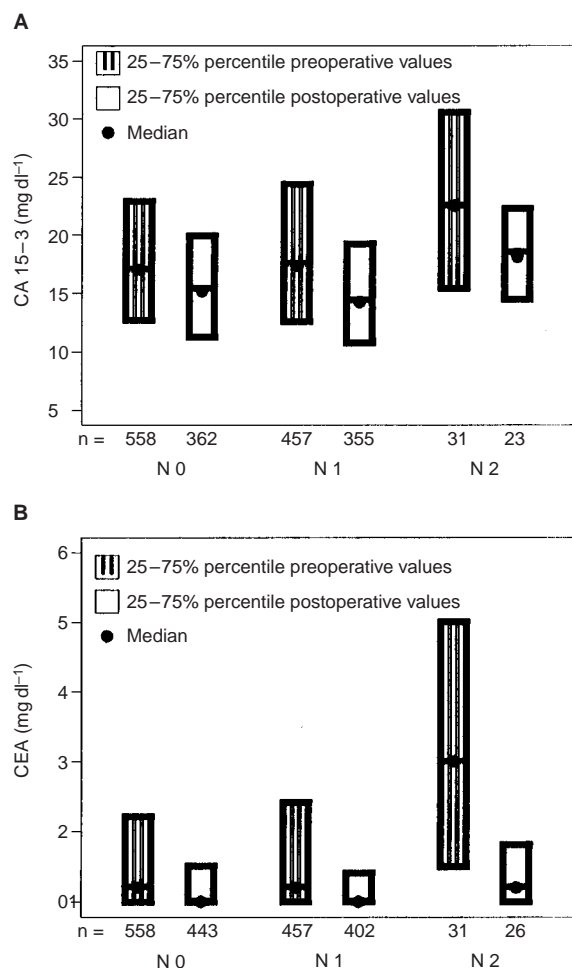 A
35
30
25
20
15
10
5
CA 15–3 (mg dl⁻¹)
25–75% percentile preoperative values
25–75% percentile postoperative values
Median
n = 558 362 457 355 31 23
N 0 N 1 N 2
B
6
5
4
3
2
01
CEA (mg dl⁻¹)
25–75% percentile preoperative values
25–75% percentile postoperative values
Median
n = 558 443 457 402 31 26
N 0 N 1 N 2